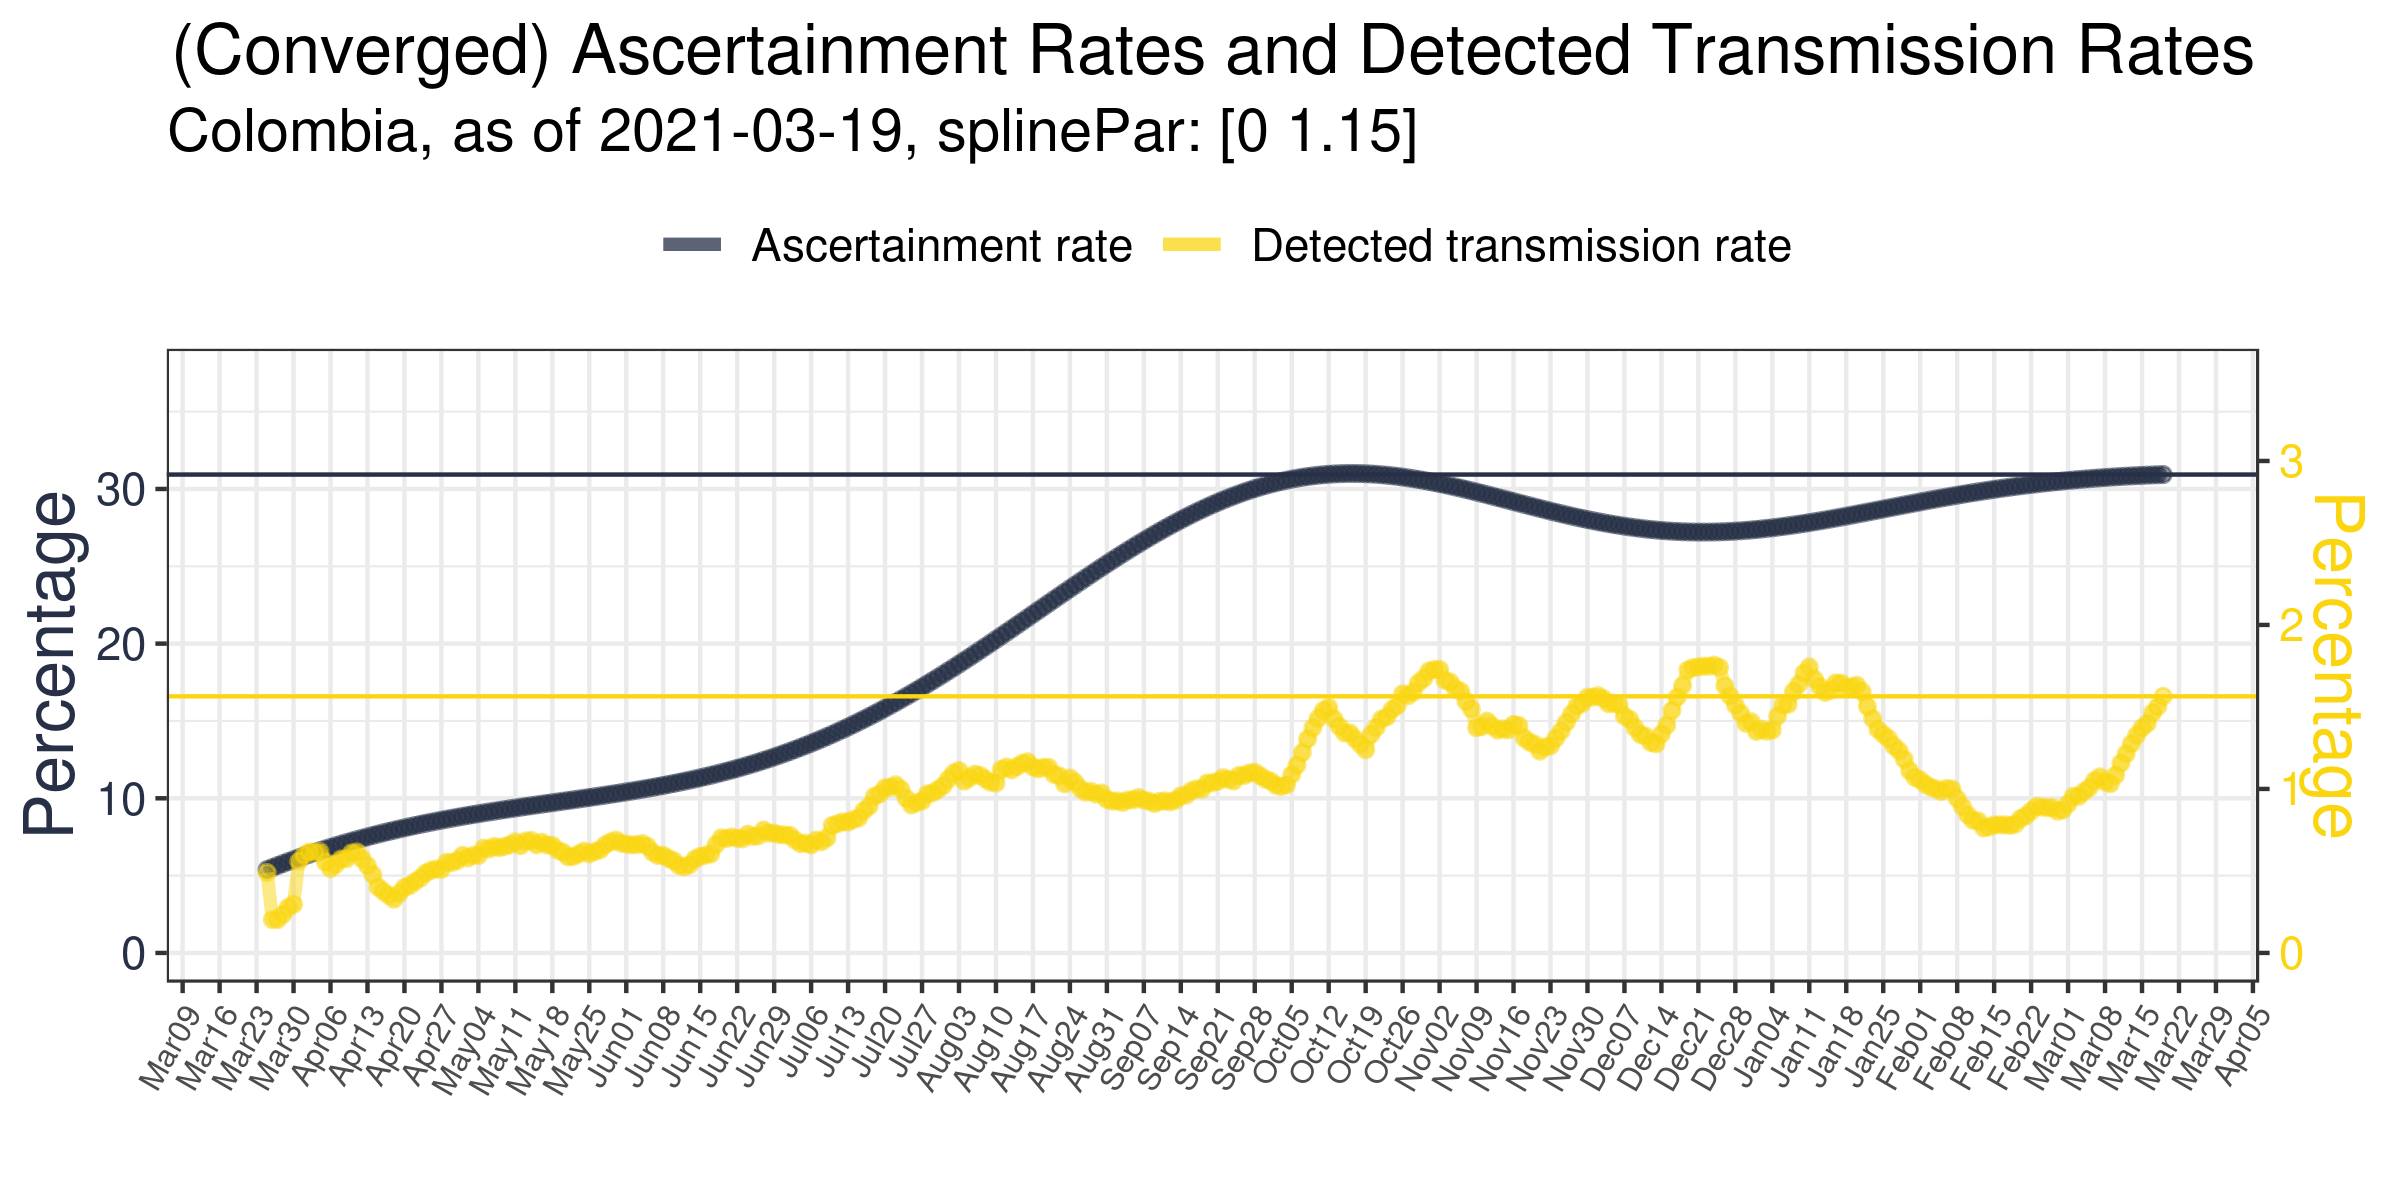 (Converged) Ascertainment Rates and Detected Transmission Rates
Colombia, as of 2021-03-19, splinePar: [0 1.15]
Ascertainment rate
Detected transmission rate
Percentage
30
20
10
0
3
2
1
0
Percentage
Mar09
Mar16
Mar23
Mar30
Apr06
Apr13
Apr20
Apr27
May04
May11
May18
May25
Jun01
Jun08
Jun15
Jun22
Jun29
Jul06
Jul13
Jul20
Jul27
Aug03
Aug10
Aug17
Aug24
Aug31
Sep07
Sep14
Sep21
Sep28
Oct05
Oct12
Oct19
Oct26
Nov02
Nov09
Nov16
Nov23
Nov30
Dec07
Dec14
Dec21
Dec28
Jan04
Jan11
Jan18
Jan25
Feb01
Feb08
Feb15
Feb22
Mar01
Mar08
Mar15
Mar22
Mar29
Apr05